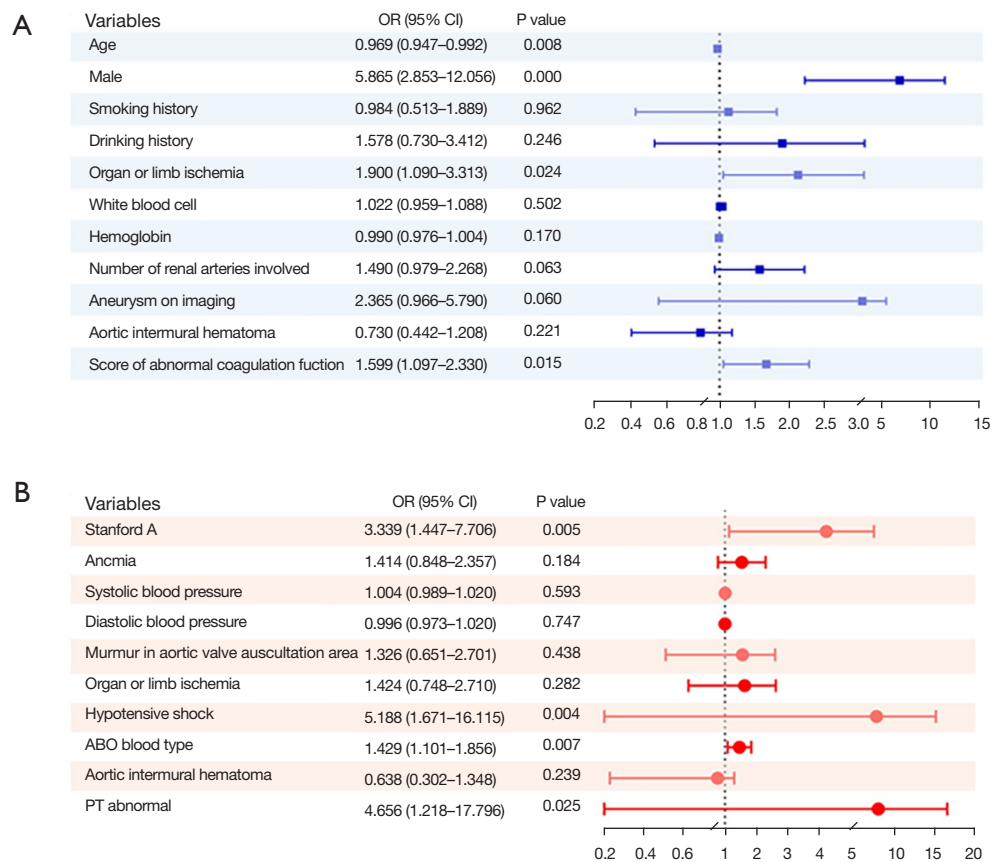 A
Variables OR (95% CI) P value
Age 0.969 (0.947–0.992) 0.008
Male 5.865 (2.853–12.056) 0.000
Smoking history 0.984 (0.513–1.889) 0.962
Drinking history 1.578 (0.730–3.412) 0.246
Organ or limb ischemia 1.900 (1.090–3.313) 0.024
White blood cell 1.022 (0.959–1.088) 0.502
Hemoglobin 0.990 (0.976–1.004) 0.170
Number of renal arteries involved 1.490 (0.979–2.268) 0.063
Aneurysm on imaging 2.365 (0.966–5.790) 0.060
Aortic intermural hematoma 0.730 (0.442–1.208) 0.221
Score of abnormal coagulation fuction 1.599 (1.097–2.330) 0.015
0.2 0.4 0.6 0.8 1.0 1.5 2.0 2.5 3.0 5 10 15
B
Variables OR (95% CI) P value
Stanford A 3.339 (1.447–7.706) 0.005
Ancmia 1.414 (0.848–2.357) 0.184
Systolic blood pressure 1.004 (0.989–1.020) 0.593
Diastolic blood pressure 0.996 (0.973–1.020) 0.747
Murmur in aortic valve auscultation area 1.326 (0.651–2.701) 0.438
Organ or limb ischemia 1.424 (0.748–2.710) 0.282
Hypotensive shock 5.188 (1.671–16.115) 0.004
ABO blood type 1.429 (1.101–1.856) 0.007
Aortic intermural hematoma 0.638 (0.302–1.348) 0.239
PT abnormal 4.656 (1.218–17.796) 0.025
0.2 0.4 0.6 1 2 3 4 5 10 15 20